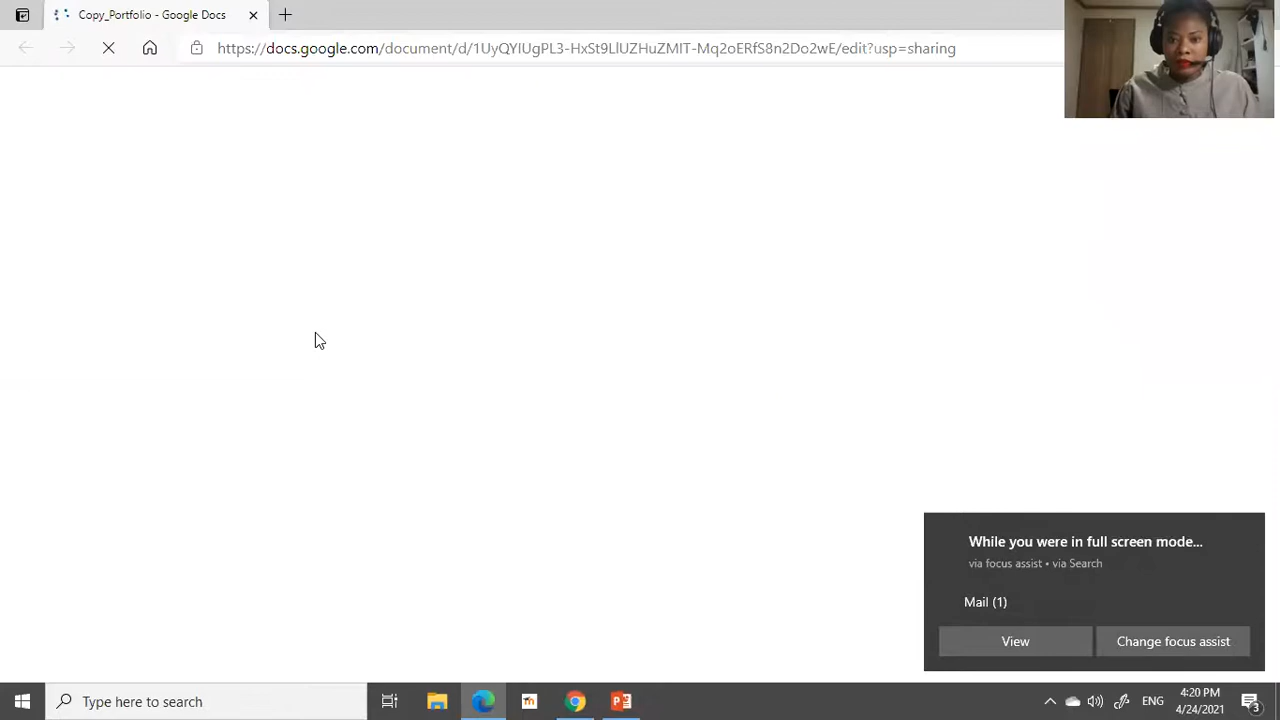 Copy_Portfolio - Google Docs
https://docs.google.com/document/d/1UyQYIUgPL3-HxSt9LlUZHuZMIT-Mq2oERfS8n2Do2wE/edit?usp=sharing
While you were in full screen mode...
via focus assist • via Search
Mail (1)
View
Change focus assist
Type here to search
ENG
4:20 PM
4/24/2021
3